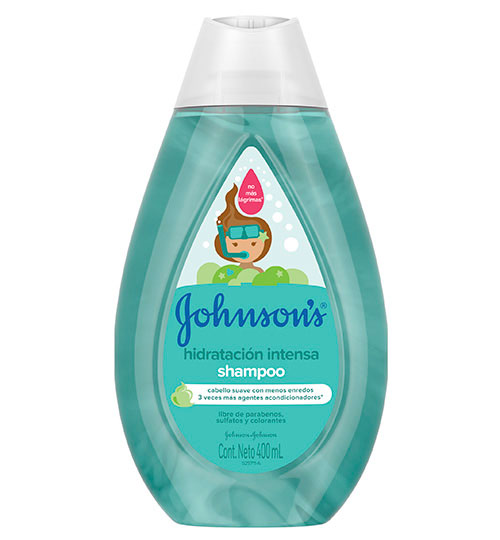 no
más
lágrimas*
Johnson's®
hidratación intensa
shampoo
cabello suave con menos enredos
3 veces más agentes acondicionadores*
libre de parabenos,
sulfatos y colorantes
Johnson & Johnson
Cont. Neto 400 mL